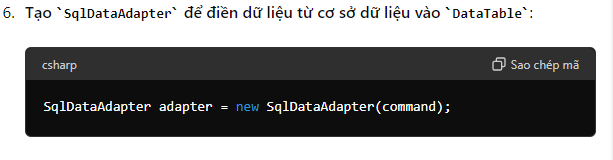 6. Tạo `SqlDataAdapter` để điền dữ liệu từ cơ sở dữ liệu vào `DataTable`:
csharp Sao chép mã
SqlDataAdapter adapter = new SqlDataAdapter(command);